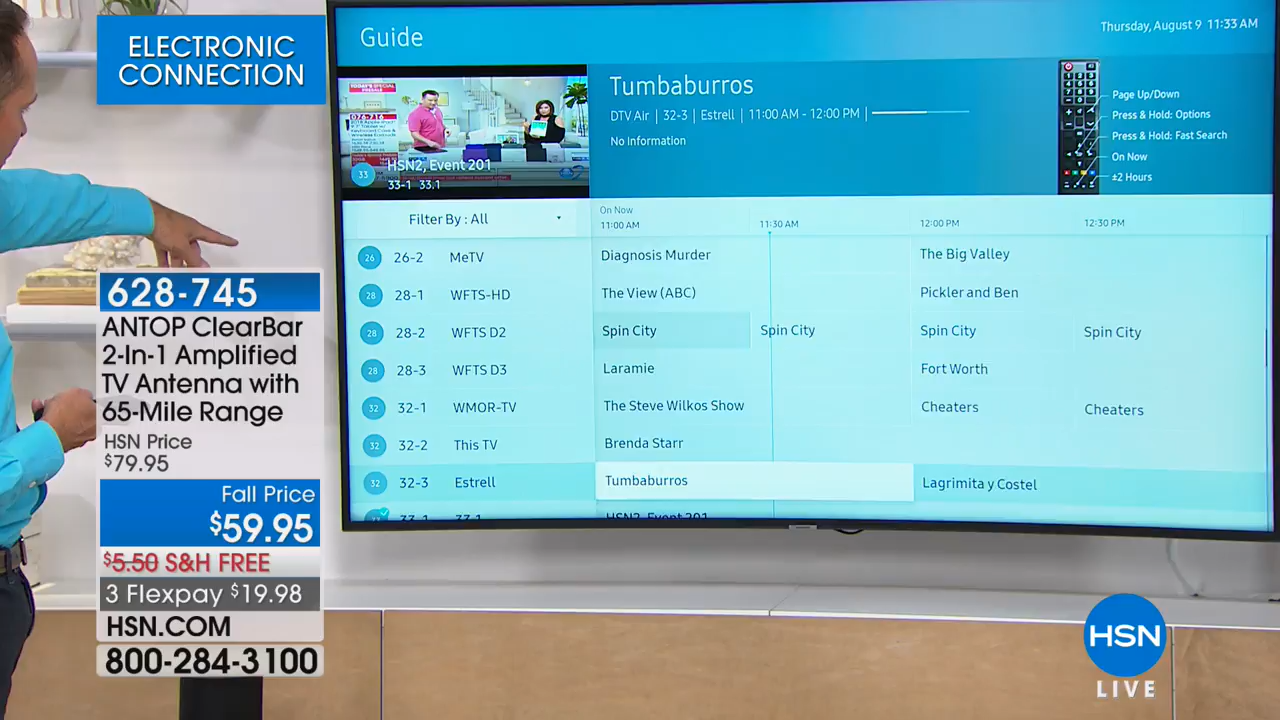 ELECTRONIC
CONNECTION
628-745
ANTOP ClearBar
2-In-1 Amplified
TV Antenna with
65-Mile Range
HSN Price
$79.95
Fall Price
$59.95
$5.50 S&H FREE
3 Flexpay $19.98
HSN.COM
800-284-3100
Guide
Thursday, August 9 11:33 AM
HSN2, Event 201
33 33-1 33.1
Tumbaburros
DTV Air | 32-3 | Estrell | 11:00 AM - 12:00 PM |
No Information
Page Up/Down
Press & Hold: Options
Press & Hold: Fast Search
On Now
±2 Hours
Filter By : All
On Now
11:00 AM 11:30 AM 12:00 PM 12:30 PM
26 26-2 MeTV Diagnosis Murder The Big Valley
28 28-1 WFTS-HD The View (ABC) Pickler and Ben
28 28-2 WFTS D2 Spin City Spin City Spin City Spin City
28 28-3 WFTS D3 Laramie Fort Worth
32 32-1 WMOR-TV The Steve Wilkos Show Cheaters Cheaters
32 32-2 This TV Brenda Starr
32 32-3 Estrell Tumbaburros Lagrimita y Costel
33-1 33.1 HSN2, Event 201
HSN
LIVE